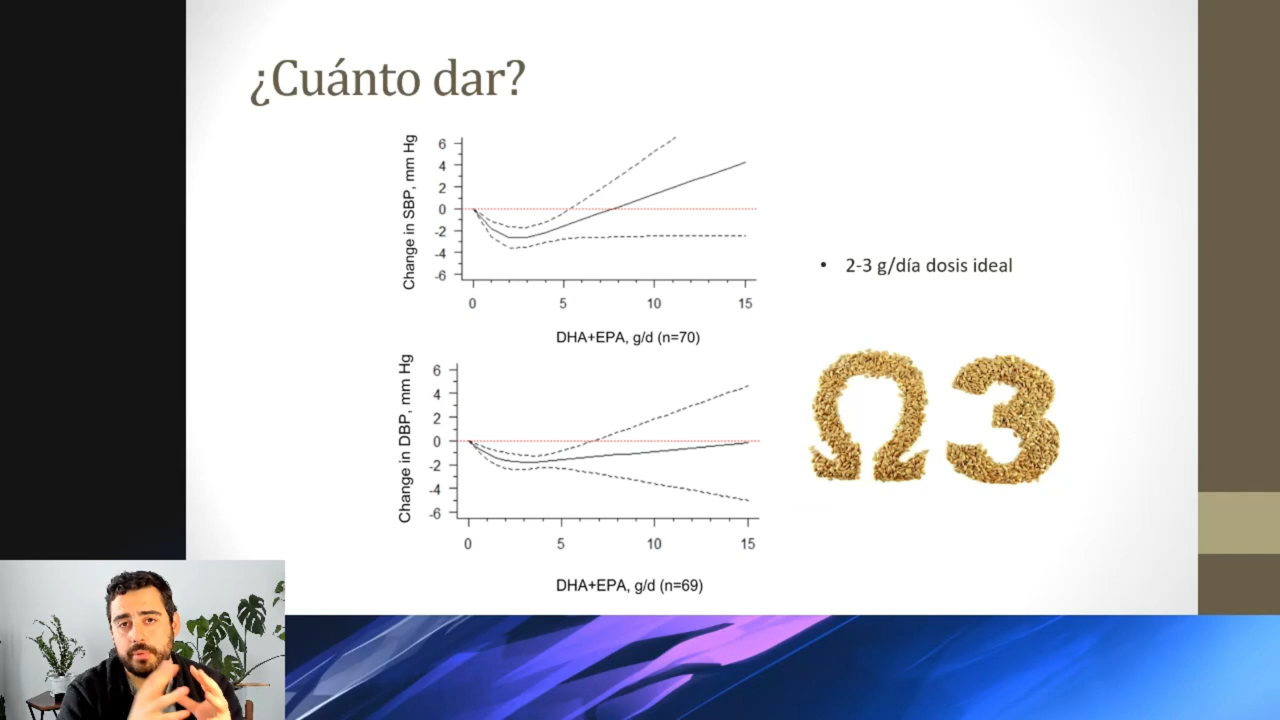 ¿Cuánto dar?
Change in SBP, mm Hg
6
4
2
0
-2
-4
-6
0 5 10 15
DHA+EPA, g/d (n=70)
• 2-3 g/día dosis ideal
Ω3
Change in DBP, mm Hg
6
4
2
0
-2
-4
-6
0 5 10 15
DHA+EPA, g/d (n=69)